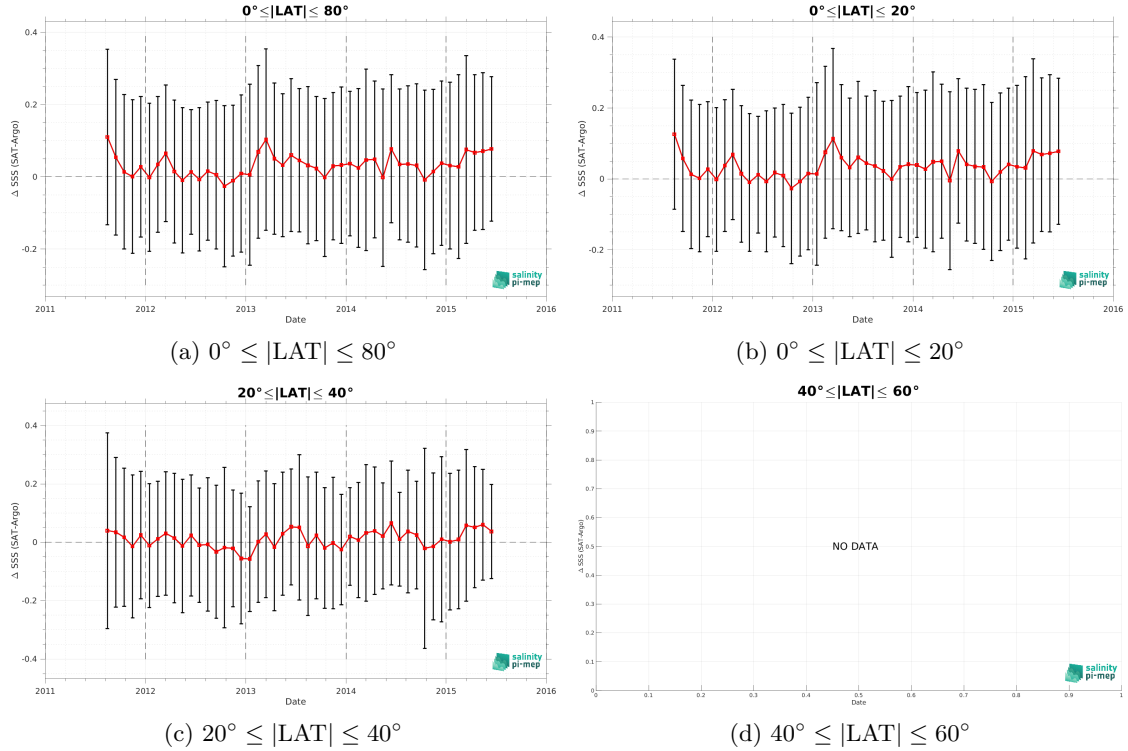 0°≤|LAT|≤ 80°
0.4
0.2
0
-0.2
Δ SSS (SAT-Argo)
2011 2012 2013 2014 2015 2016
Date
salinity
pi-mep
(a) 0° ≤ |LAT| ≤ 80°
0°≤|LAT|≤ 20°
0.4
0.2
0
-0.2
Δ SSS (SAT-Argo)
2011 2012 2013 2014 2015 2016
Date
salinity
pi-mep
(b) 0° ≤ |LAT| ≤ 20°
20°≤|LAT|≤ 40°
0.4
0.2
0
-0.2
-0.4
Δ SSS (SAT-Argo)
2011 2012 2013 2014 2015 2016
Date
salinity
pi-mep
(c) 20° ≤ |LAT| ≤ 40°
40°≤|LAT|≤ 60°
1
0.9
0.8
0.7
0.6
0.5
0.4
0.3
0.2
0.1
0
Δ SSS (SAT-Argo)
NO DATA
0 0.1 0.2 0.3 0.4 0.5 0.6 0.7 0.8 0.9 1
Date
salinity
pi-mep
(d) 40° ≤ |LAT| ≤ 60°